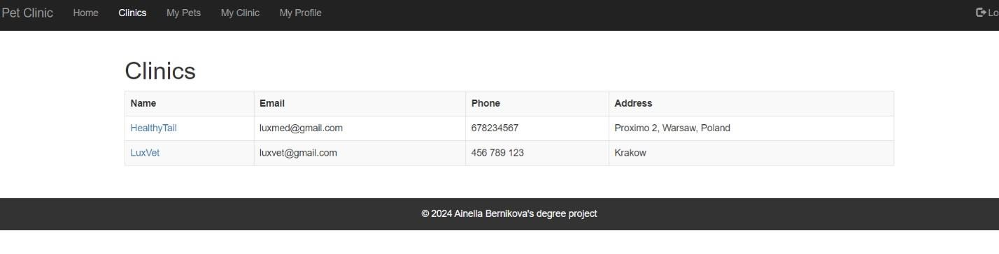 Pet Clinic Home Clinics My Pets My Clinic My Profile Lo
Clinics
Name Email Phone Address
HealthyTail luxmed@gmail.com 678234567 Proximo 2, Warsaw, Poland
LuxVet luxvet@gmail.com 456 789 123 Krakow
© 2024 Ainella Bernikova's degree project